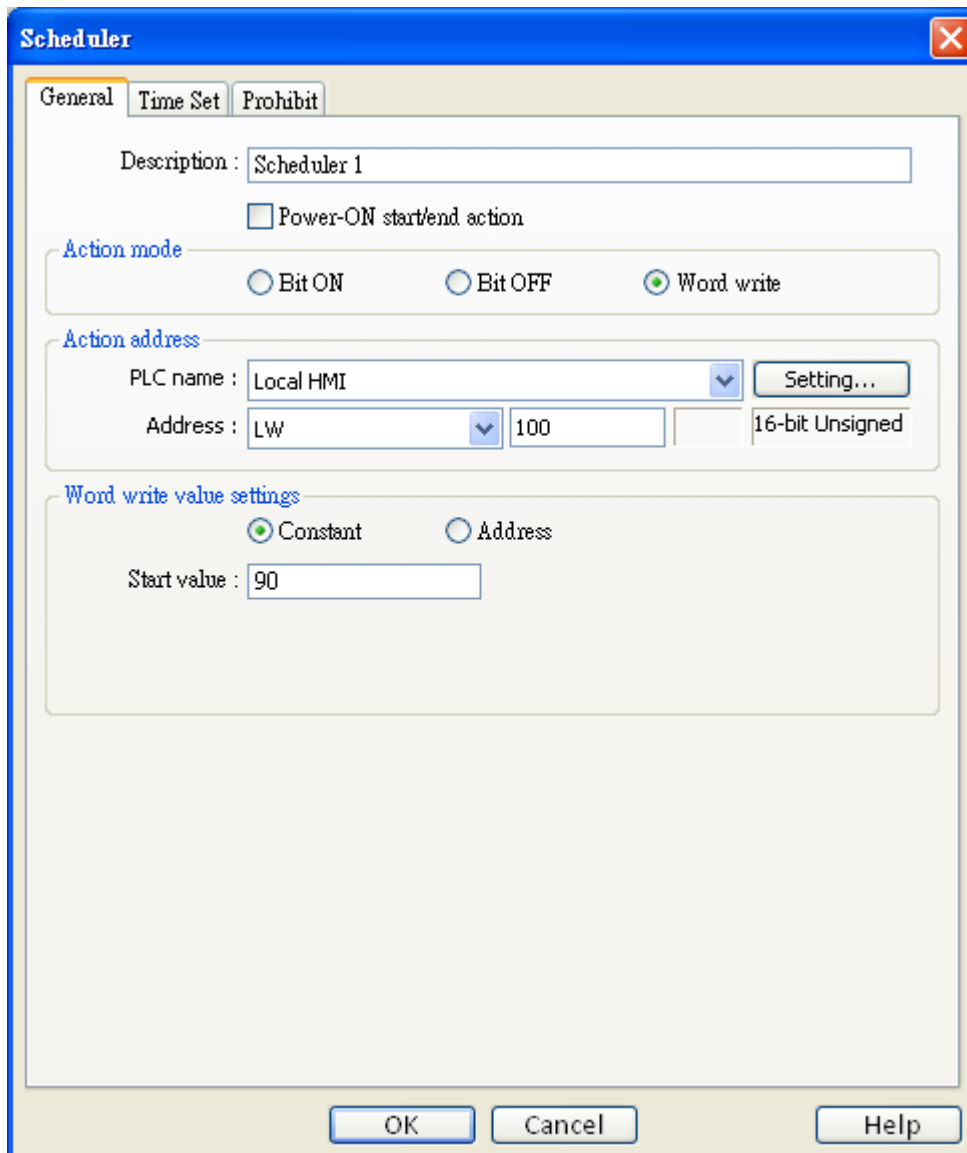 Scheduler
General Time Set Prohibit
Description : Scheduler 1
Power-ON start/end action
Action mode
Bit ON Bit OFF Word write
Action address
PLC name : Local HMI Setting...
Address : LW 100 16-bit Unsigned
Word write value settings
Constant Address
Start value : 90
OK Cancel Help